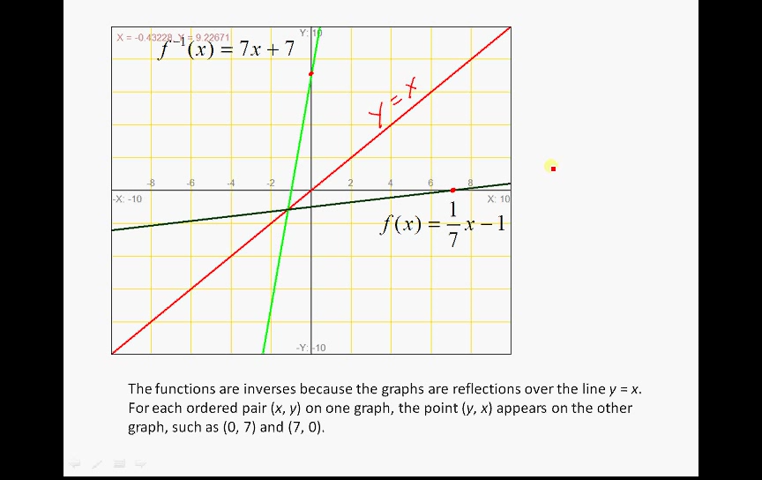 X = -0.43228, Y = 9.22671
Y: 10
f⁻¹(x) = 7x + 7
y = x
-8 -6 -4 -2 2 4 6 8
-X: -10
X: 10
f(x) = 1/7 x − 1
-Y: -10
The functions are inverses because the graphs are reflections over the line y = x.
For each ordered pair (x, y) on one graph, the point (y, x) appears on the other
graph, such as (0, 7) and (7, 0).